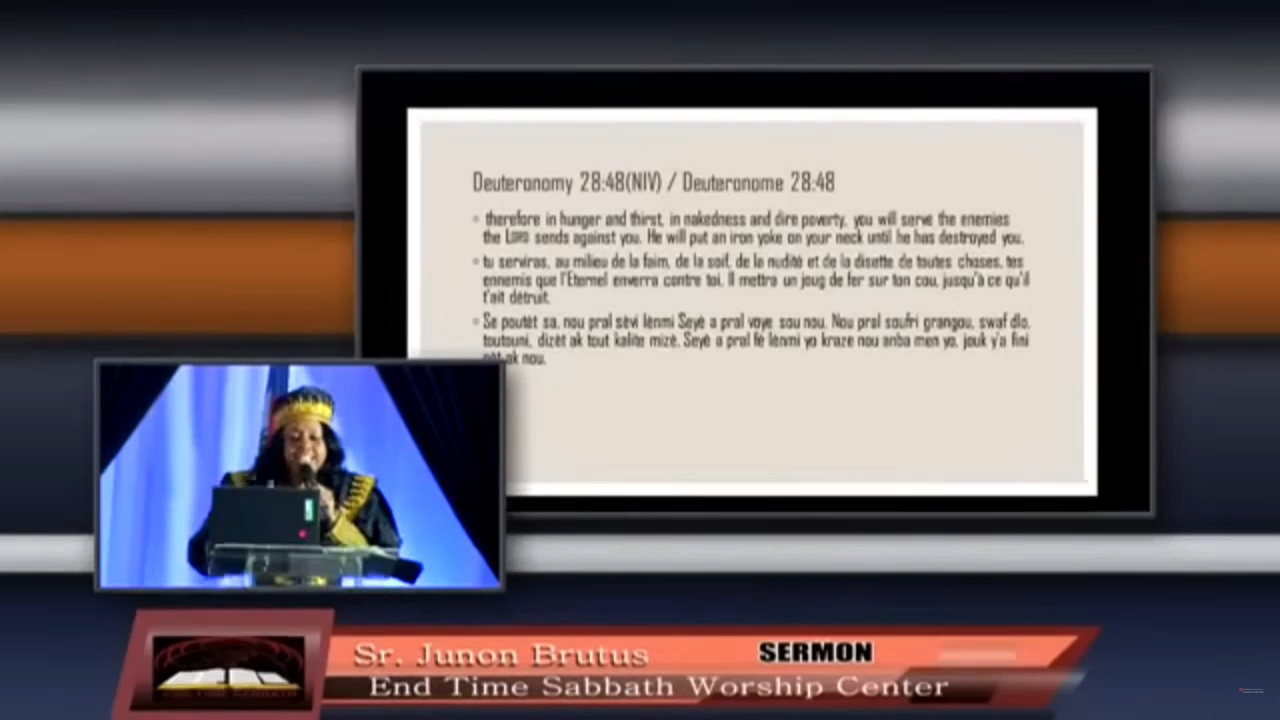 Deuteronomy 28:48(NIV) / Deuteronome 28:48
• therefore in hunger and thirst, in nakedness and dire poverty, you will serve the enemies
the LORD sends against you. He will put an iron yoke on your neck until he has destroyed you.
• tu serviras, au milieu de la faim, de la soif, de la nudité et de la disette de toutes choses, tes
ennemis que l'Eternel enverra contre toi. Il mettra un joug de fer sur ton cou, jusqu'à ce qu'il
t'ait détruit.
• Se poutèt sa, nou pral sèvi lènmi Seyè a pral voye sou nou. Nou pral soufri grangou, swaf dlo,
toutouni, dizèt ak tout kalite mizè. Seyè a pral fè lènmi yo kraze nou anba men yo, jouk y'a fini
nèt ak nou.
Sr. Junon Brutus SERMON
End Time Sabbath Worship Center